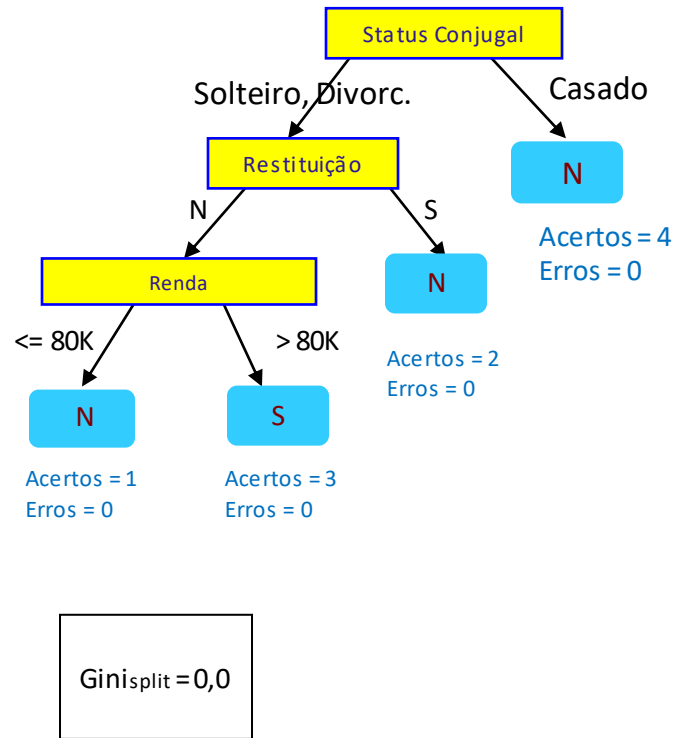 Status Conjugal
Solteiro, Divorc.
Casado
Restituição
N
N
S
Acertos = 4
Erros = 0
Renda
N
<= 80K
> 80K
Acertos = 2
Erros = 0
N
S
Acertos = 1
Erros = 0
Acertos = 3
Erros = 0
Ginisplit = 0,0